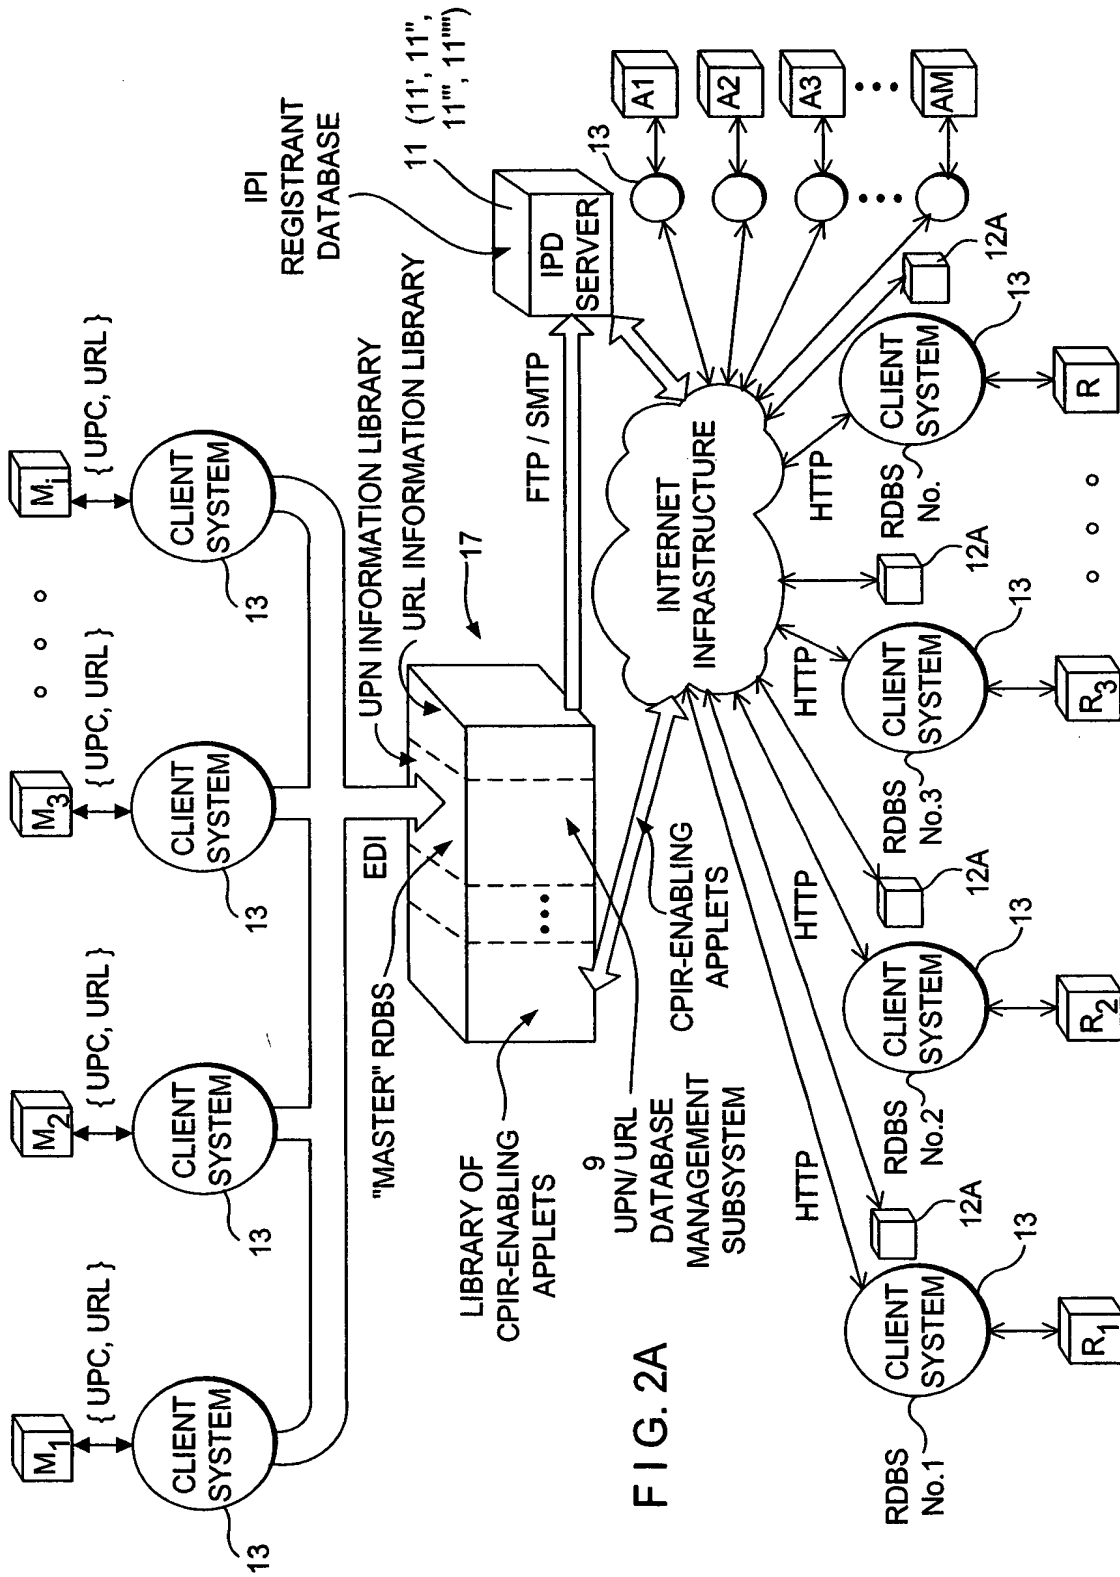 M1
{ UPC, URL }
CLIENT
SYSTEM
13
M2
{ UPC, URL }
CLIENT
SYSTEM
13
M3
{ UPC, URL }
CLIENT
SYSTEM
13
Mi
{ UPC, URL }
CLIENT
SYSTEM
13
EDI
"MASTER" RDBS
UPN INFORMATION LIBRARY
URL INFORMATION LIBRARY
17
IPI
REGISTRANT
DATABASE
11 (11', 11",
11''', 11'''')
IPD
SERVER
FTP / SMTP
LIBRARY OF
CPIR-ENABLING
APPLETS
9
UPN/ URL
DATABASE
MANAGEMENT
SUBSYSTEM
CPIR-ENABLING
APPLETS
INTERNET
INFRASTRUCTURE
13
A1
A2
A3
AM
FIG. 2A
HTTP
HTTP
HTTP
HTTP
RDBS
No.1
CLIENT
SYSTEM
12A
13
R1
RDBS
No.2
CLIENT
SYSTEM
12A
13
R2
RDBS
No.3
CLIENT
SYSTEM
12A
13
R3
RDBS
No.
CLIENT
SYSTEM
12A
13
R